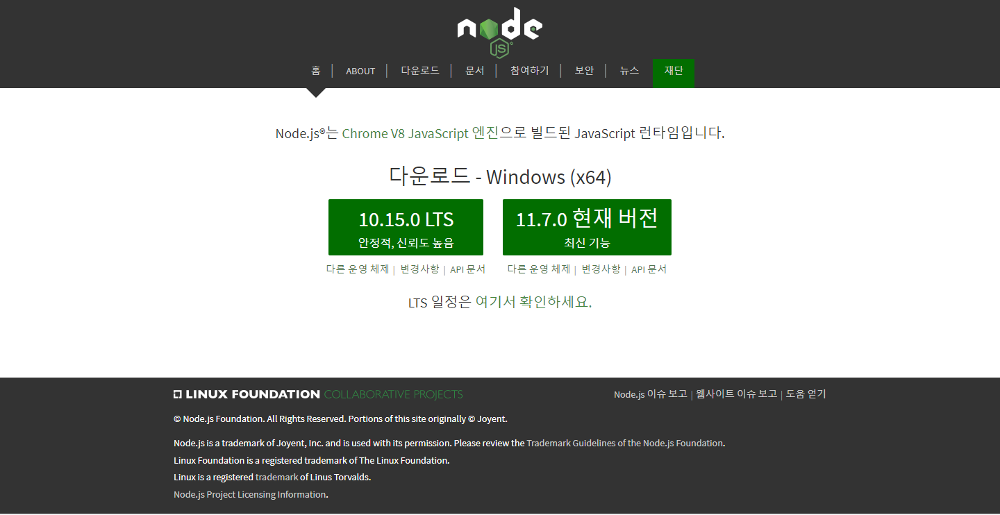 node
JS
홈 | ABOUT | 다운로드 | 문서 | 참여하기 | 보안 | 뉴스 재단
Node.js®는 Chrome V8 JavaScript 엔진으로 빌드된 JavaScript 런타임입니다.
다운로드 - Windows (x64)
10.15.0 LTS
안정적, 신뢰도 높음
다른 운영 체제 | 변경사항 | API 문서
11.7.0 현재 버전
최신 기능
다른 운영 체제 | 변경사항 | API 문서
LTS 일정은 여기서 확인하세요.
LINUX FOUNDATION COLLABORATIVE PROJECTS
Node.js 이슈 보고 | 웹사이트 이슈 보고 | 도움 얻기
© Node.js Foundation. All Rights Reserved. Portions of this site originally © Joyent.
Node.js is a trademark of Joyent, Inc. and is used with its permission. Please review the Trademark Guidelines of the Node.js Foundation.
Linux Foundation is a registered trademark of The Linux Foundation.
Linux is a registered trademark of Linus Torvalds.
Node.js Project Licensing Information.